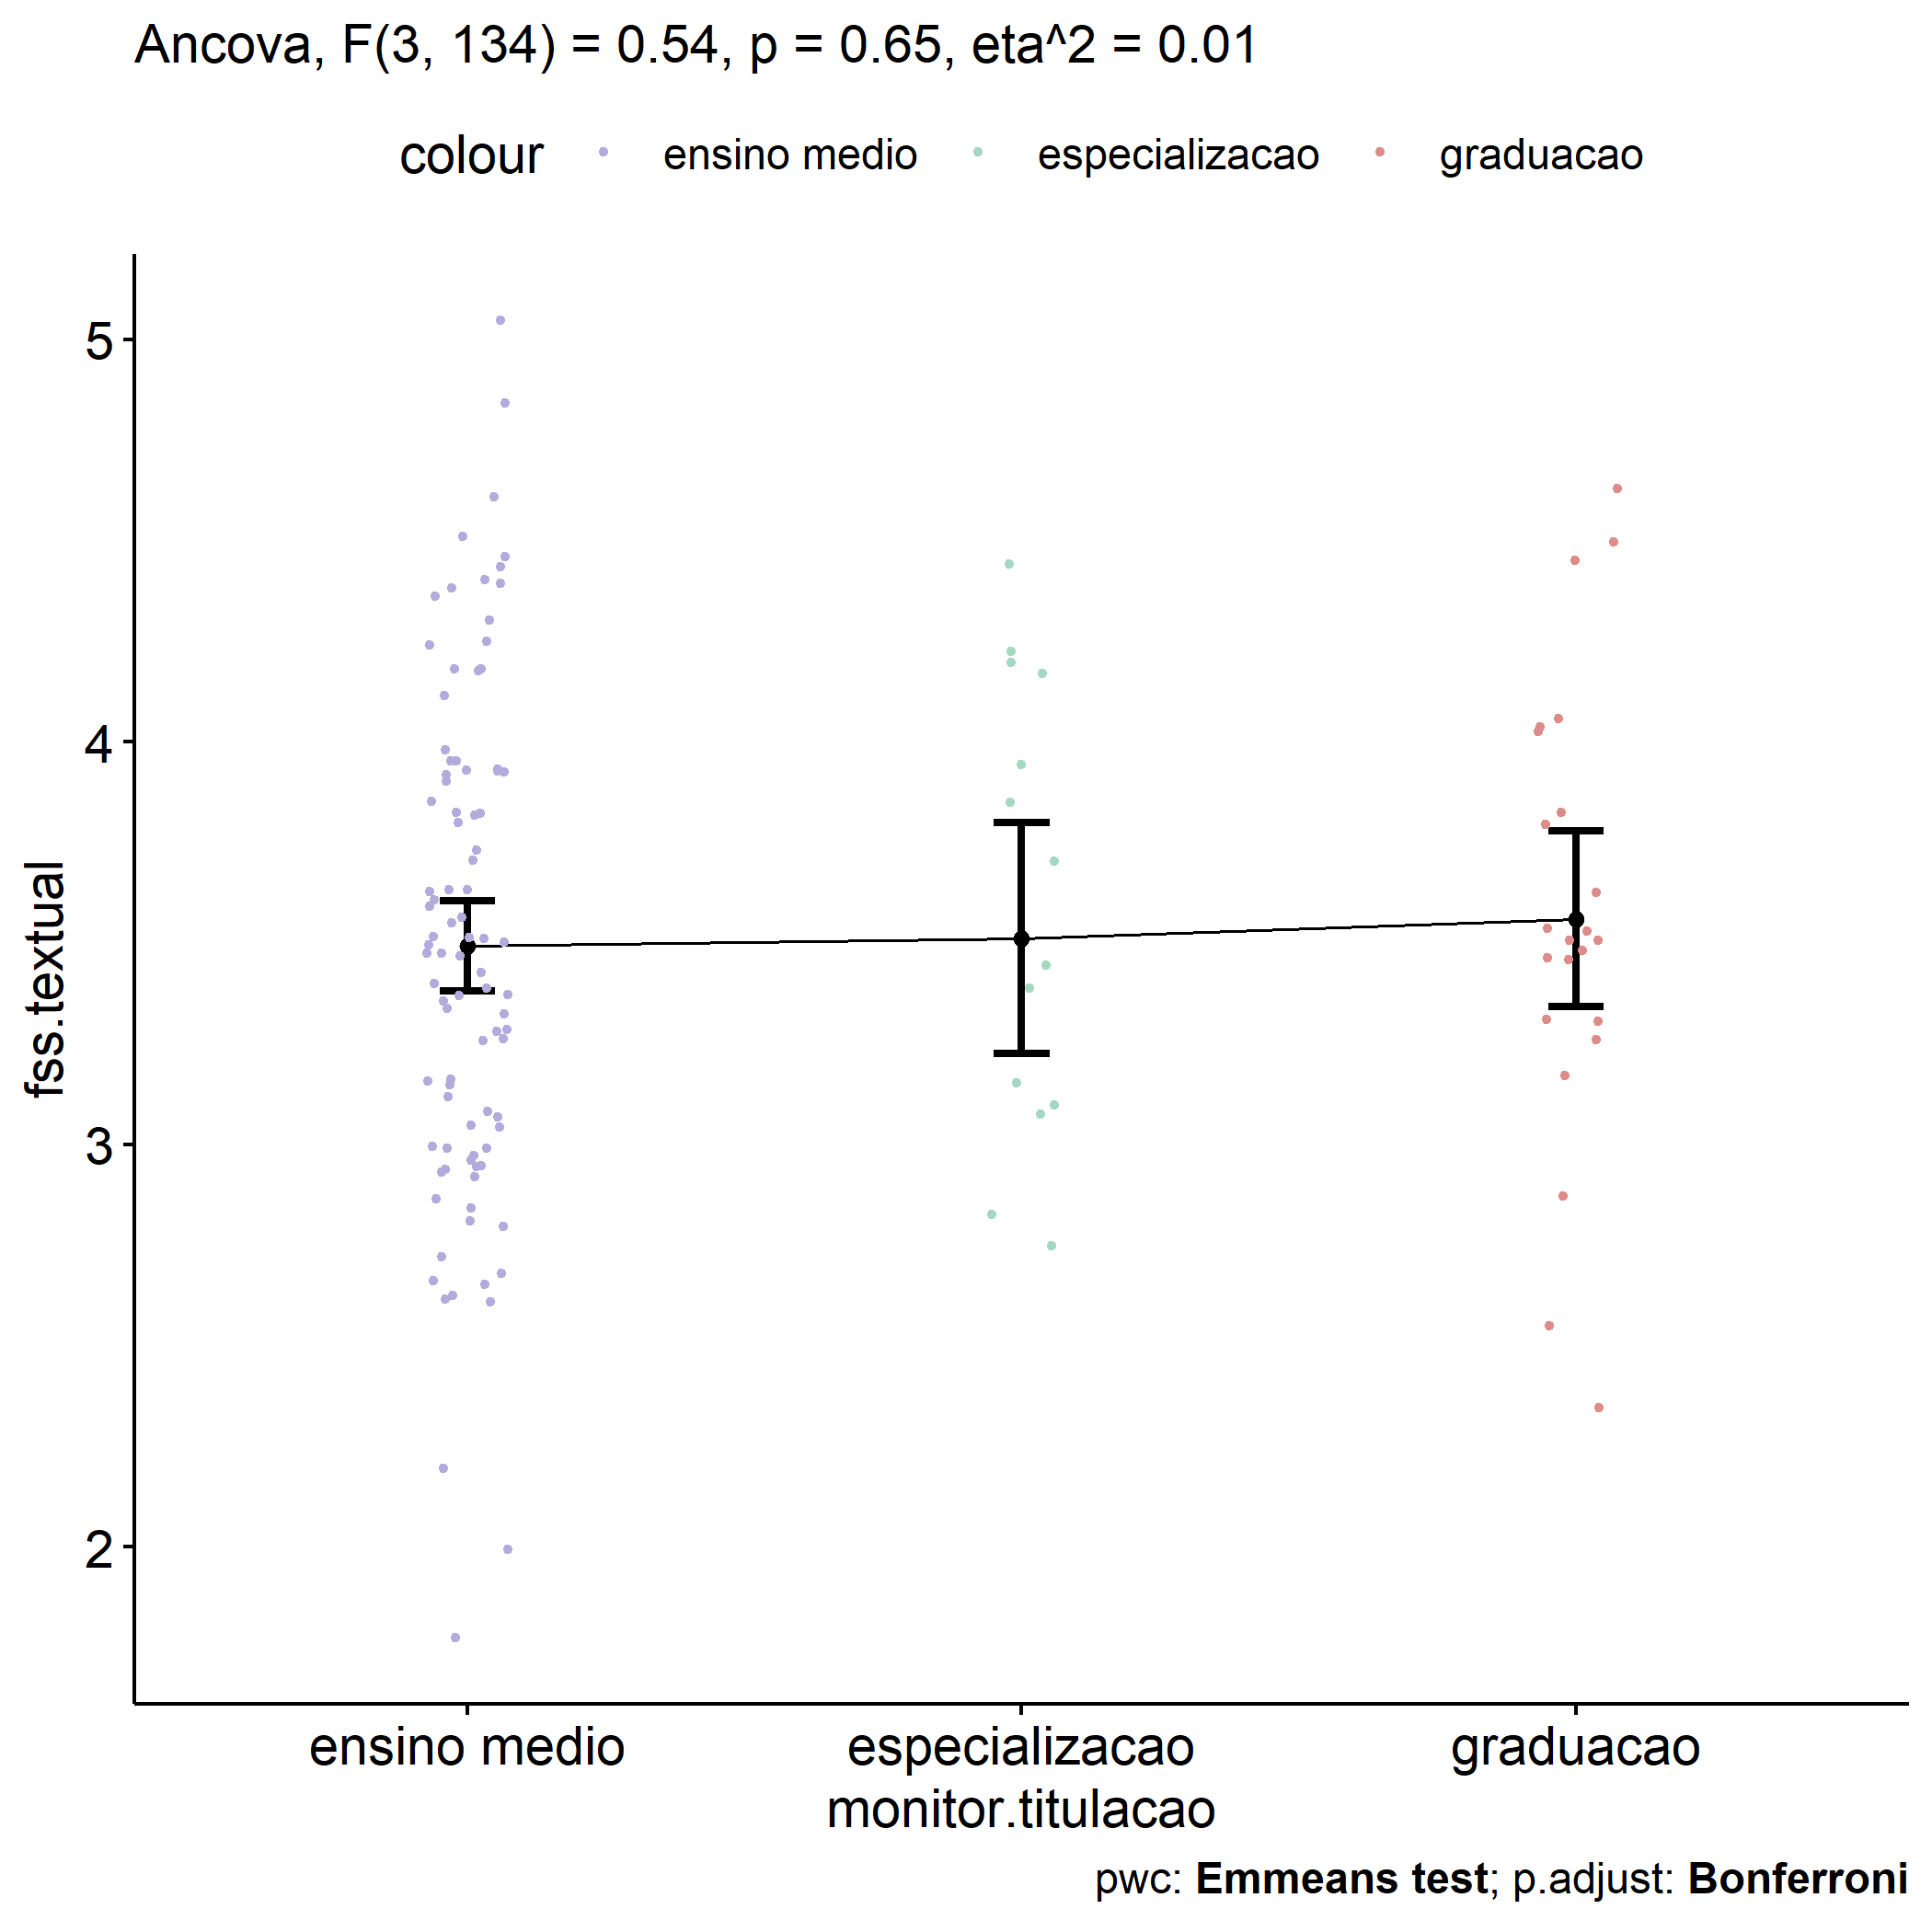 Ancova, F(3, 134) = 0.54, p = 0.65, eta^2 = 0.01
colour ensino medio especializacao graduacao
fss.textual
5
4
3
2
ensino medio especializacao graduacao
monitor.titulacao
pwc: Emmeans test; p.adjust: Bonferroni